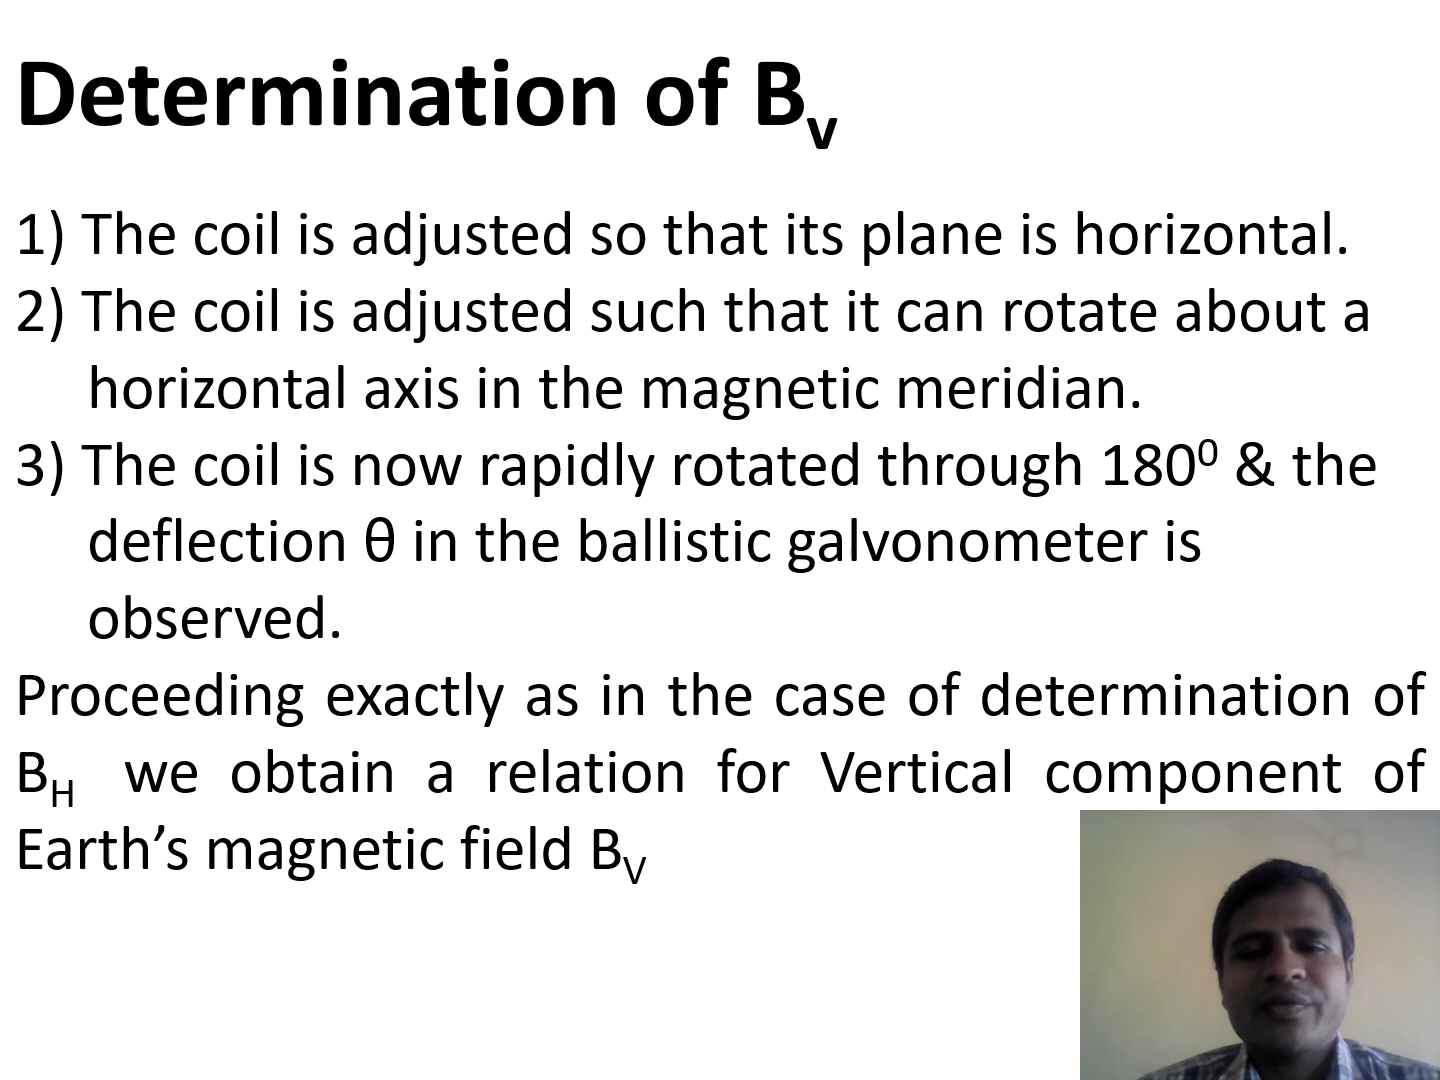 Determination of Bv
1) The coil is adjusted so that its plane is horizontal.
2) The coil is adjusted such that it can rotate about a
horizontal axis in the magnetic meridian.
3) The coil is now rapidly rotated through 180⁰ & the
deflection θ in the ballistic galvonometer is
observed.
Proceeding exactly as in the case of determination of
BH we obtain a relation for Vertical component of
Earth’s magnetic field BV